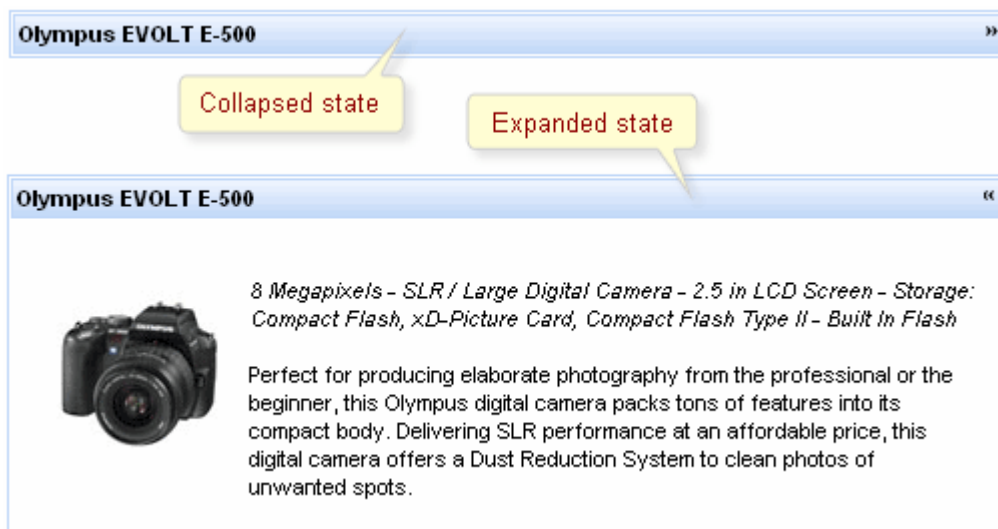 Olympus EVOLT E-500 »
Collapsed state
Expanded state
Olympus EVOLT E-500 «
8 Megapixels - SLR / Large Digital Camera - 2.5 in LCD Screen - Storage:
Compact Flash, xD-Picture Card, Compact Flash Type II - Built In Flash
OLYMPUS
Perfect for producing elaborate photography from the professional or the
beginner, this Olympus digital camera packs tons of features into its
compact body. Delivering SLR performance at an affordable price, this
digital camera offers a Dust Reduction System to clean photos of
unwanted spots.